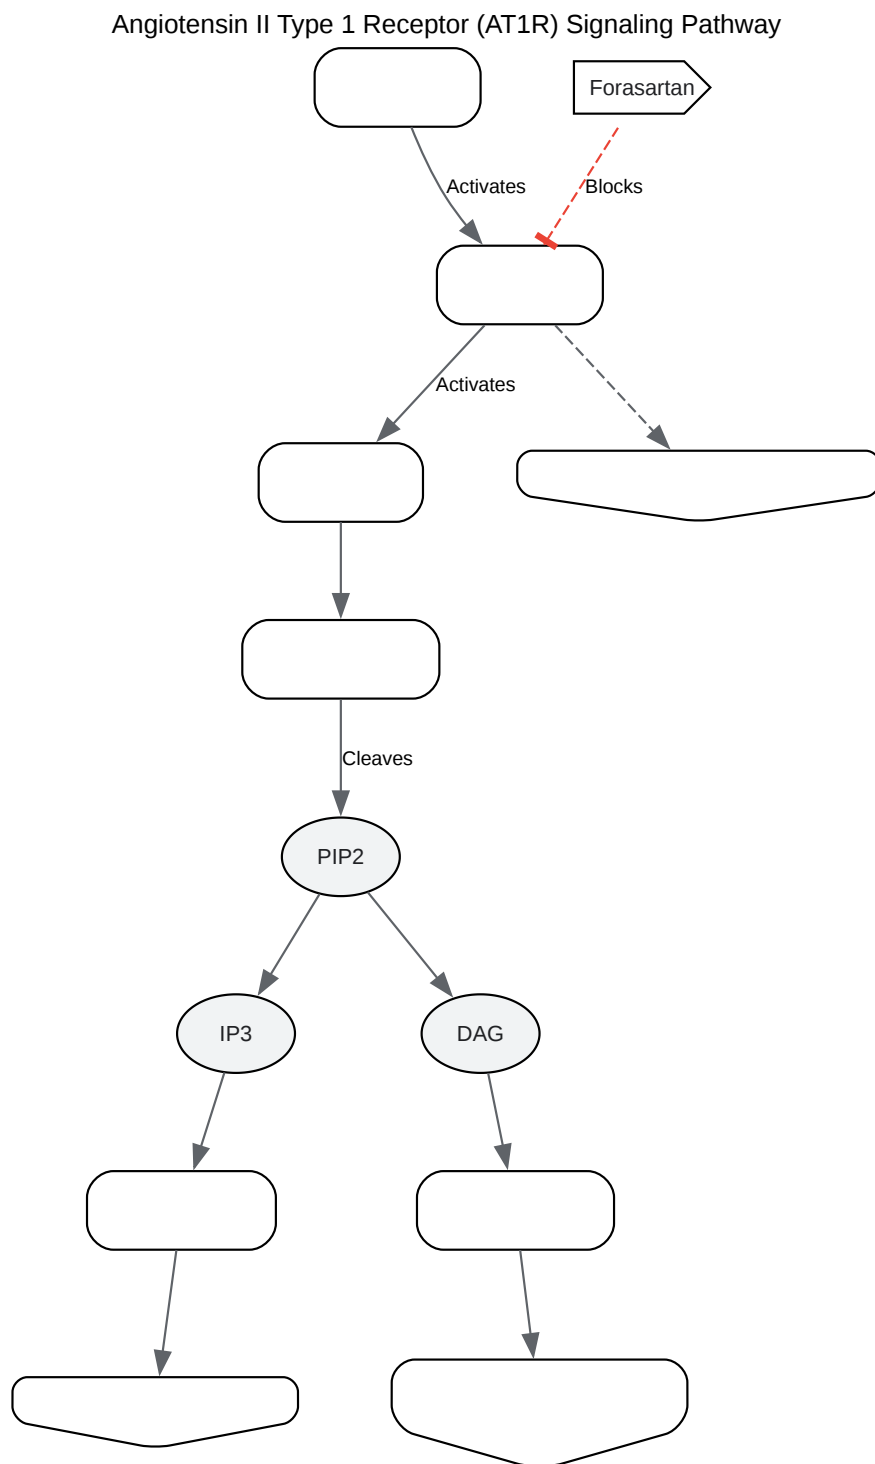 Angiotensin II Type 1 Receptor (AT1R) Signaling Pathway
Forasartan
Activates
Blocks
Activates
Cleaves
PIP2
IP3
DAG